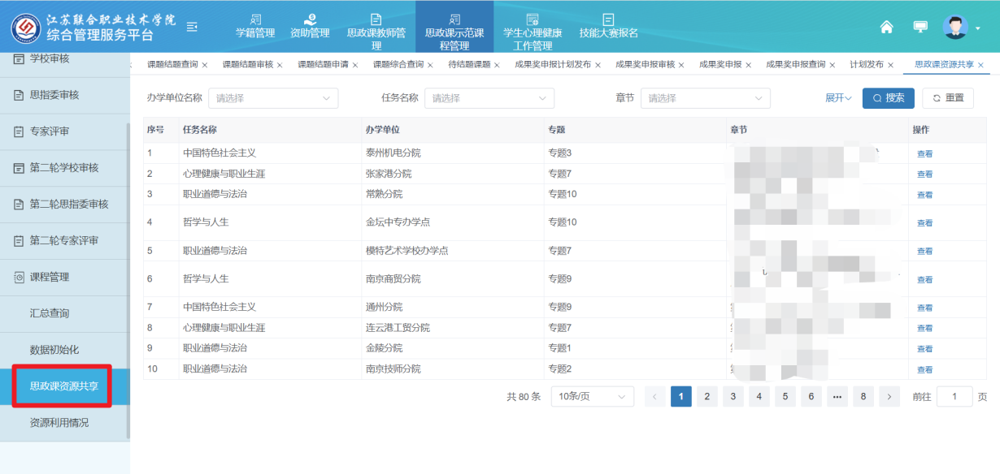 江苏联合职业技术学院
综合管理服务平台
学籍管理
资助管理
思政课教师管
理
思政课示范课
程管理
学生心理健康
工作管理
技能大赛报名
学校审核
思指委审核
专家评审
第二轮学校审核
第二轮思指委审核
第二轮专家评审
课程管理
汇总查询
数据初始化
思政课资源共享
资源利用情况
课题结题查询 ×
课题结题审核 ×
课题结题申请 ×
课题综合查询 ×
待结题课题 ×
成果奖申报计划发布 ×
成果奖申报审核 ×
成果奖申报 ×
成果奖申报查询 ×
计划发布 ×
思政课资源共享 ×
办学单位名称 请选择
任务名称 请选择
章节 请选择
展开
搜索
重置
序号 任务名称 办学单位 专题 章节 操作
1 中国特色社会主义 泰州机电分院 专题3 查看
2 心理健康与职业生涯 张家港分院 专题7 查看
3 职业道德与法治 常熟分院 专题10 查看
4 哲学与人生 金坛中专办学点 专题10 查看
5 职业道德与法治 模特艺术学校办学点 专题7 查看
6 哲学与人生 南京商贸分院 专题9 查看
7 中国特色社会主义 通州分院 专题9 查看
8 心理健康与职业生涯 连云港工贸分院 专题7 查看
9 职业道德与法治 金陵分院 专题1 查看
10 职业道德与法治 南京技师分院 专题2 查看
共 80 条 10条/页 < 1 2 3 4 5 6 ••• 8 > 前往 1 页